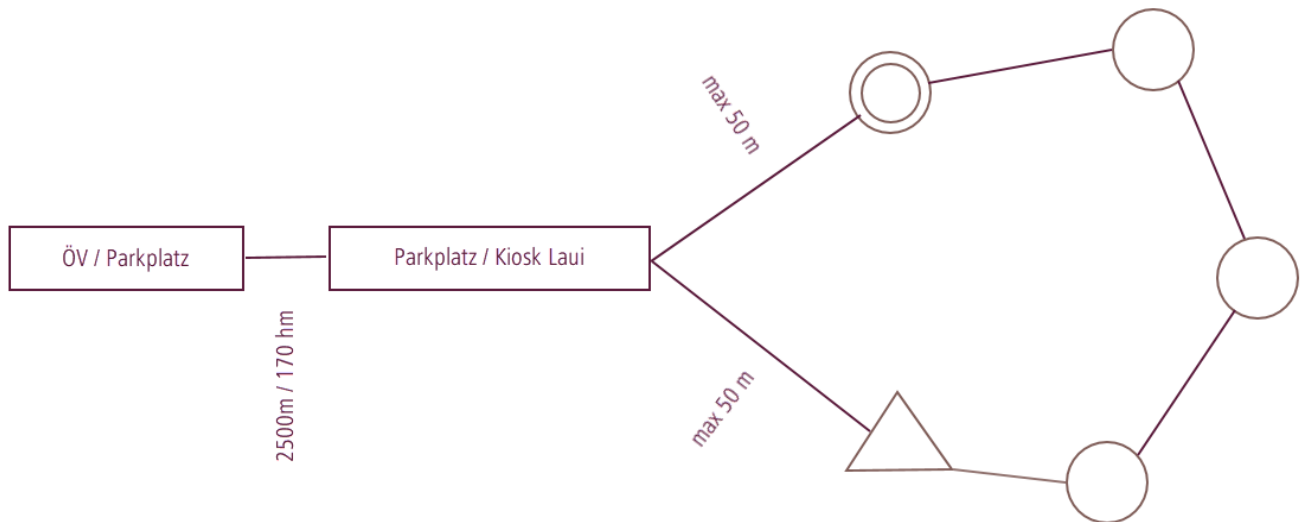 ÖV / Parkplatz
2500m / 170 hm
Parkplatz / Kiosk Laui
max 50 m
max 50 m